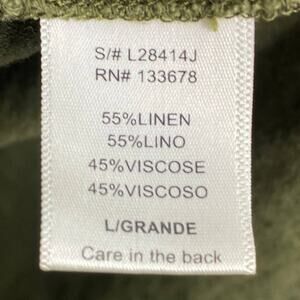 S/# L28414J
RN# 133678
55%LINEN
55%LINO
45%VISCOSE
45%VISCOSO
L/GRANDE
Care in the back